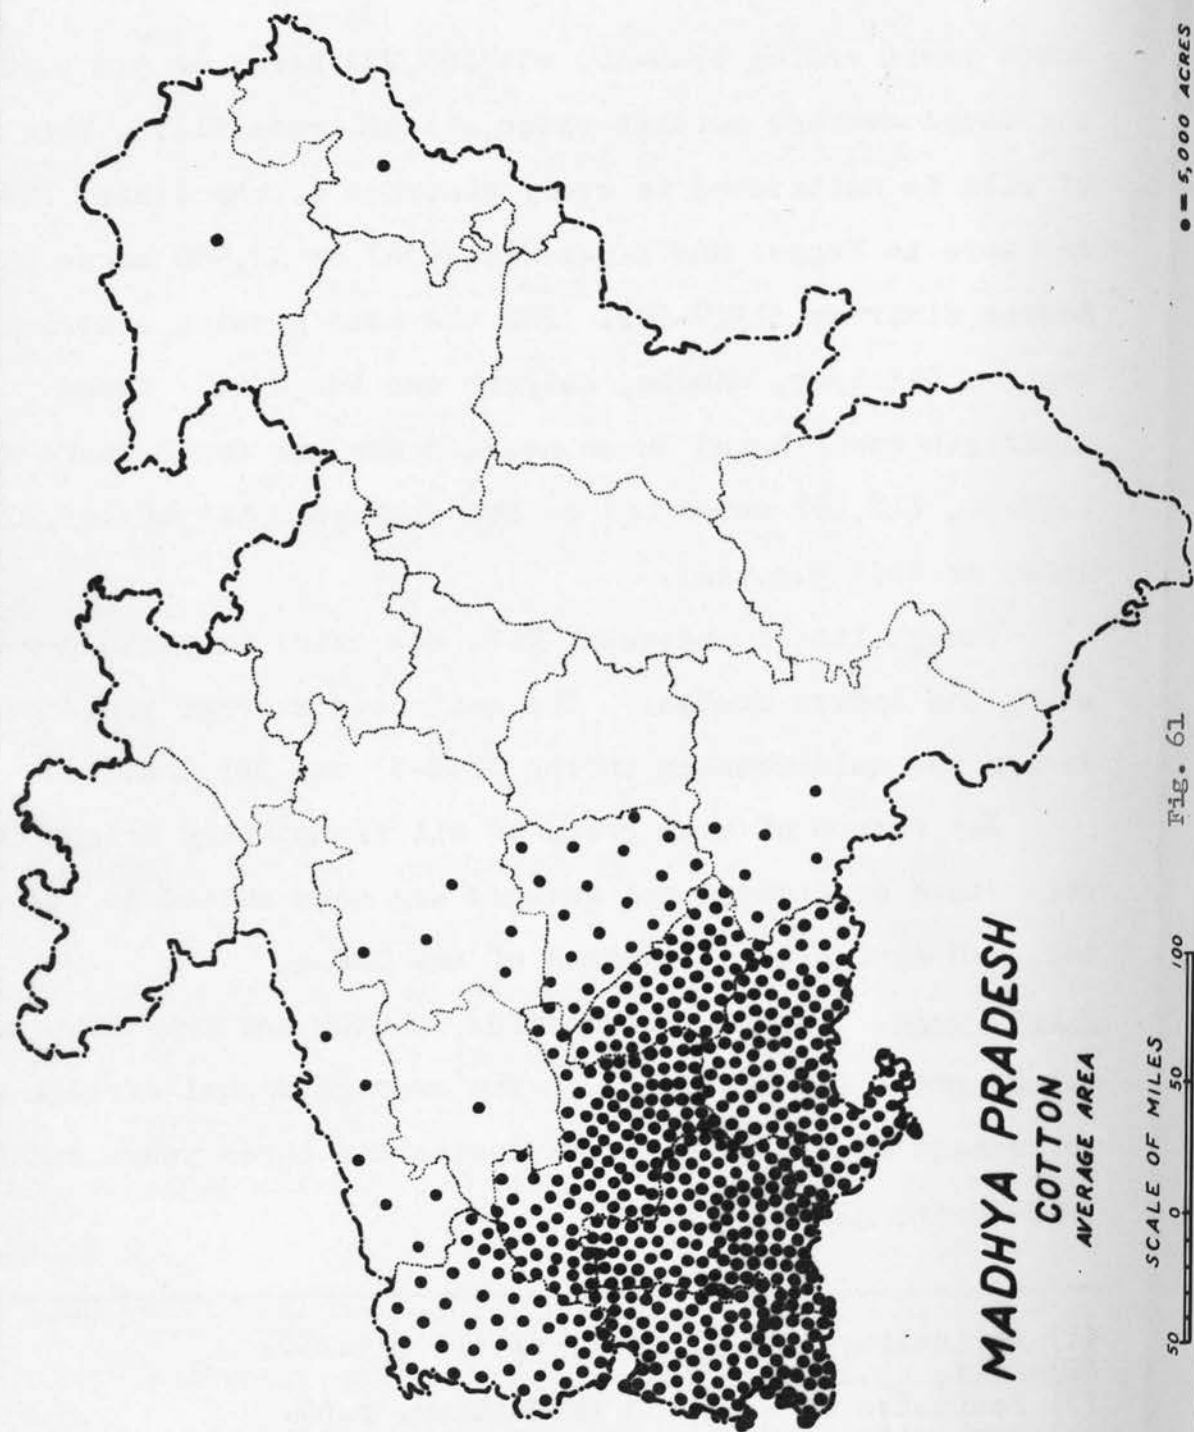 MADHYA PRADESH
COTTON
AVERAGE AREA
SCALE OF MILES
50 0 50 100
Fig. 61
● = 5,000 ACRES